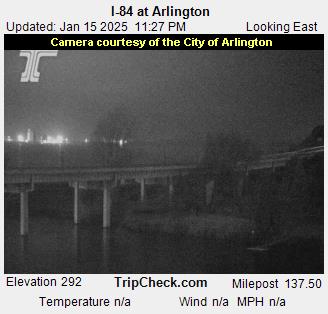 I-84 at Arlington
Updated: Jan 15 2025 11:27 PM Looking East
Camera courtesy of the City of Arlington
Elevation 292 TripCheck.com Milepost 137.50
Temperature n/a Wind n/a MPH n/a